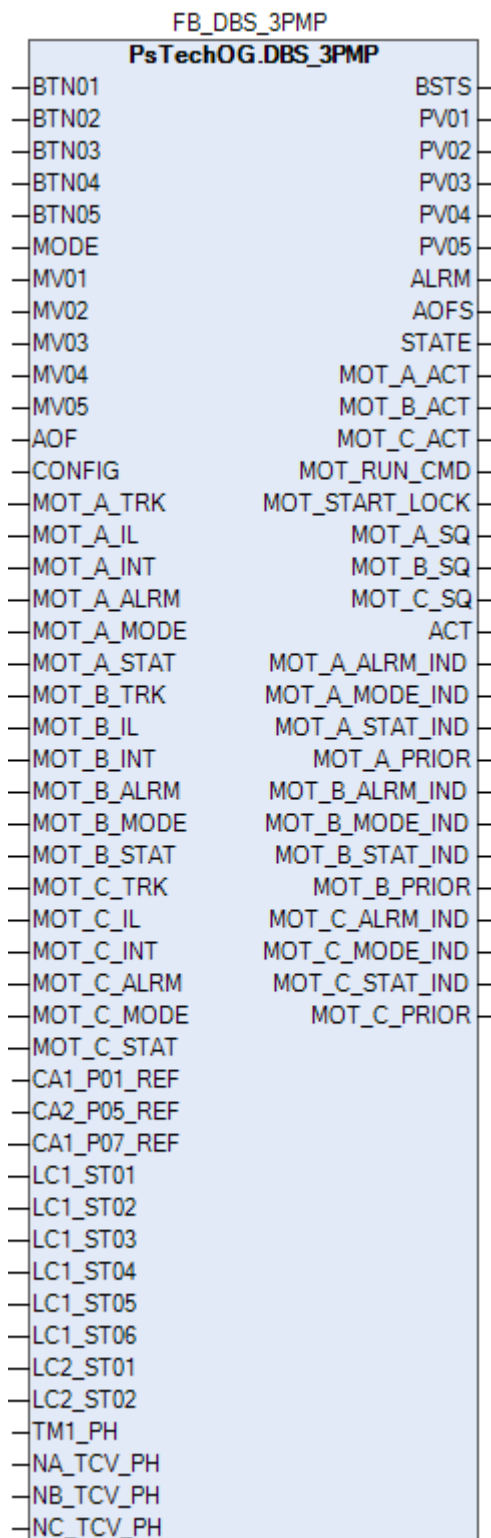 FB_DBS_3PMP
PsTechOG.DBS_3PMP
BTN01 BSTS
BTN02 PV01
BTN03 PV02
BTN04 PV03
BTN05 PV04
MODE PV05
MV01 ALRM
MV02 AOFS
MV03 STATE
MV04 MOT_A_ACT
MV05 MOT_B_ACT
AOF MOT_C_ACT
CONFIG MOT_RUN_CMD
MOT_A_TRK MOT_START_LOCK
MOT_A_IL MOT_A_SQ
MOT_A_INT MOT_B_SQ
MOT_A_ALRM MOT_C_SQ
MOT_A_MODE ACT
MOT_A_STAT MOT_A_ALRM_IND
MOT_B_TRK MOT_A_MODE_IND
MOT_B_IL MOT_A_STAT_IND
MOT_B_INT MOT_A_PRIOR
MOT_B_ALRM MOT_B_ALRM_IND
MOT_B_MODE MOT_B_MODE_IND
MOT_B_STAT MOT_B_STAT_IND
MOT_C_TRK MOT_B_PRIOR
MOT_C_IL MOT_C_ALRM_IND
MOT_C_INT MOT_C_MODE_IND
MOT_C_ALRM MOT_C_STAT_IND
MOT_C_MODE MOT_C_PRIOR
MOT_C_STAT
CA1_P01_REF
CA2_P05_REF
CA1_P07_REF
LC1_ST01
LC1_ST02
LC1_ST03
LC1_ST04
LC1_ST05
LC1_ST06
LC2_ST01
LC2_ST02
TM1_PH
NA_TCV_PH
NB_TCV_PH
NC_TCV_PH